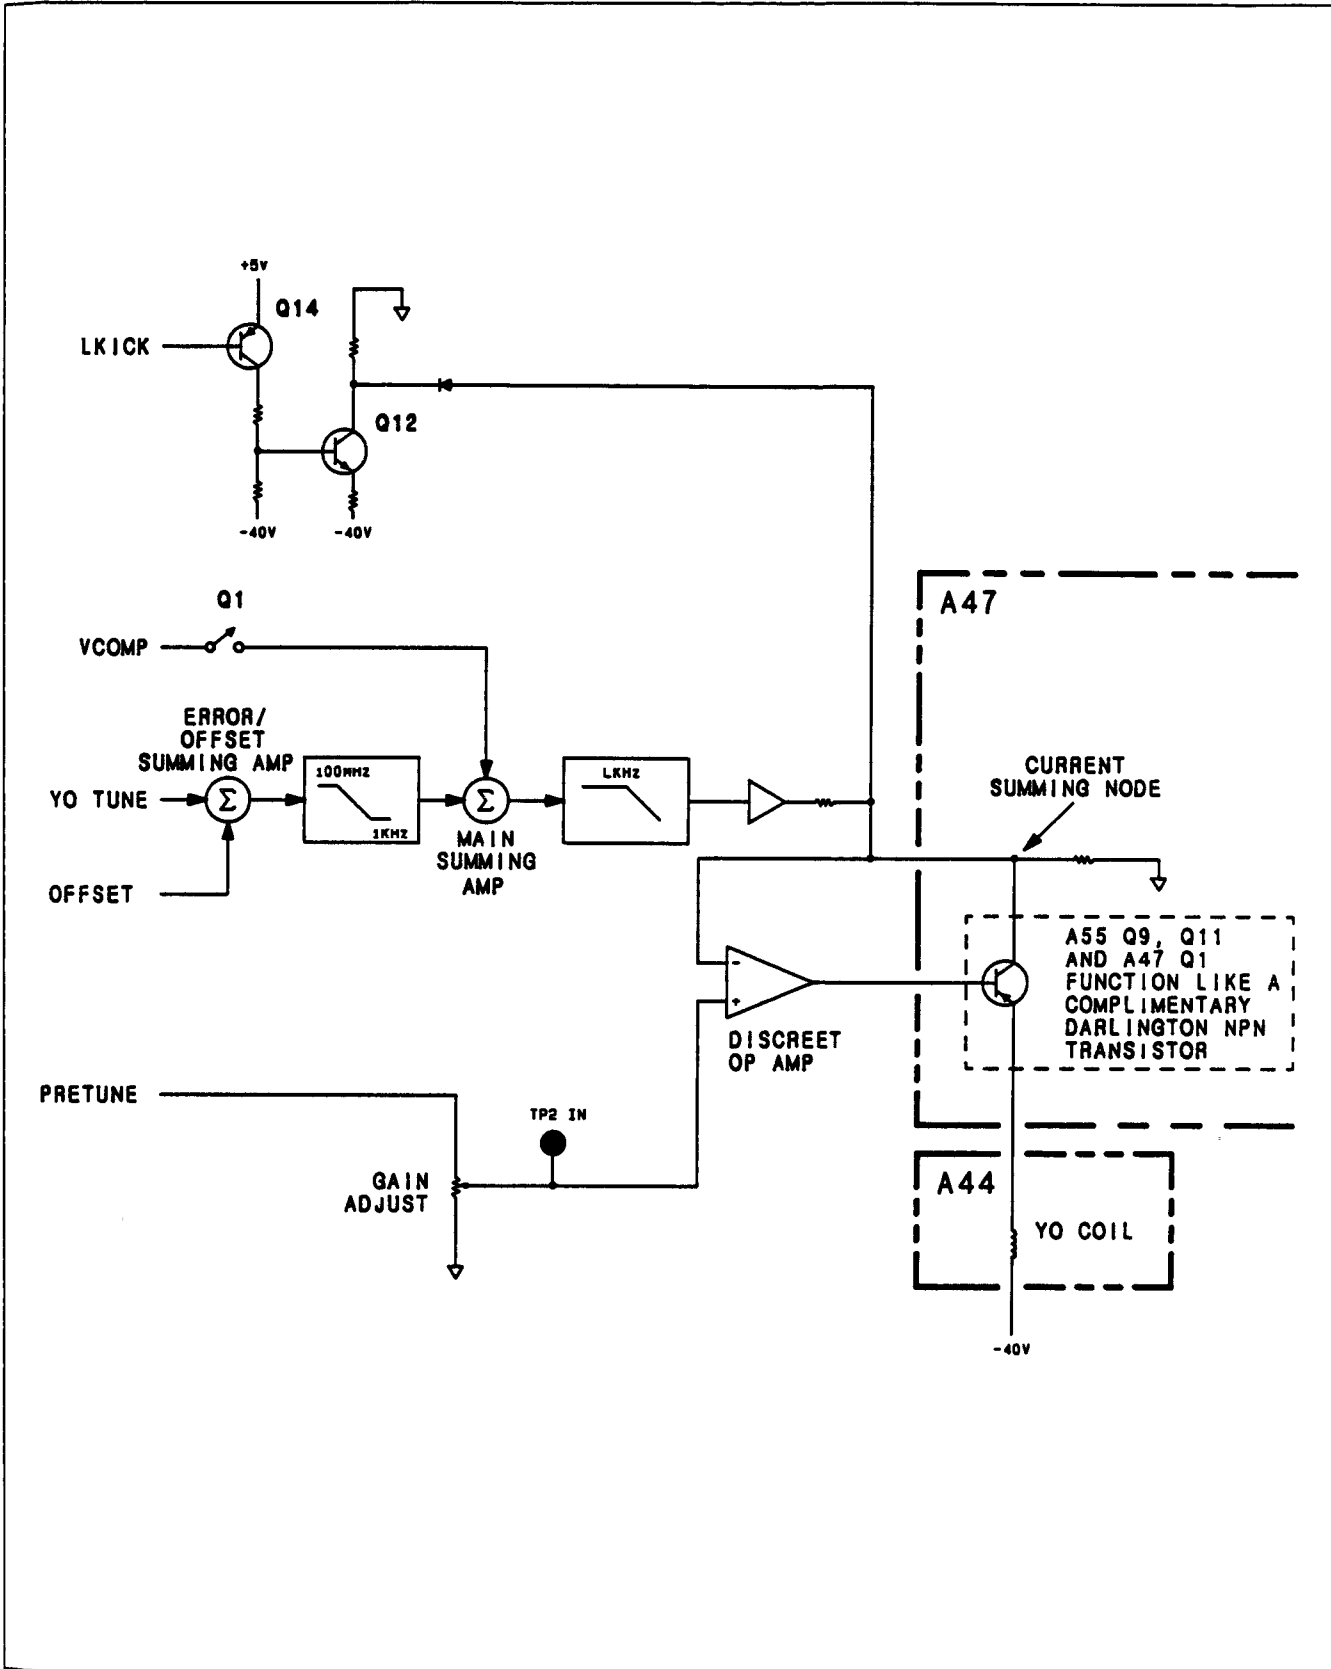 +5V
Q14
LKICK
Q12
-40V
-40V
Q1
VCOMP
A47
ERROR/
OFFSET
SUMMING AMP
YO TUNE
Σ
100MHZ
1KHZ
Σ
MAIN
SUMMING
AMP
LKHZ
CURRENT
SUMMING NODE
OFFSET
-
+
DISCREET
OP AMP
A55 Q9, Q11
AND A47 Q1
FUNCTION LIKE A
COMPLIMENTARY
DARLINGTON NPN
TRANSISTOR
PRETUNE
TP2 IN
GAIN
ADJUST
A44
YO COIL
-40V